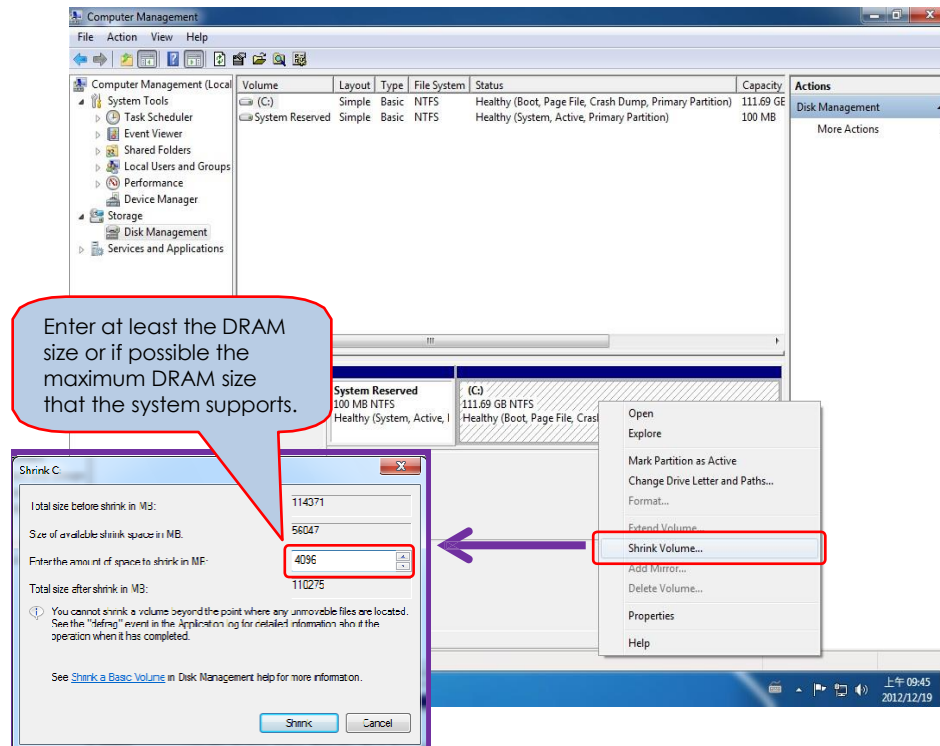 Computer Management
File Action View Help
Computer Management (Local
System Tools
Task Scheduler
Event Viewer
Shared Folders
Local Users and Groups
Performance
Device Manager
Storage
Disk Management
Services and Applications
Volume Layout Type File System Status Capacity
(C:) Simple Basic NTFS Healthy (Boot, Page File, Crash Dump, Primary Partition) 111.69 GB
System Reserved Simple Basic NTFS Healthy (System, Active, Primary Partition) 100 MB
Actions
Disk Management
More Actions
Enter at least the DRAM
size or if possible the
maximum DRAM size
that the system supports.
System Reserved
100 MB NTFS
Healthy (System, Active,
(C:)
111.69 GB NTFS
Healthy (Boot, Page File, Cras
Open
Explore
Mark Partition as Active
Change Drive Letter and Paths...
Format...
Extend Volume...
Shrink Volume...
Add Mirror...
Delete Volume...
Properties
Help
Shrink C
Total size before shrink in MB: 114371
Size of available shrink space in MB: 56047
Enter the amount of space to shrink in MB: 4096
Total size after shrink in MB: 110275
You cannot shrink a volume beyond the point where any unmovable files are located.
See the "defrag" event in the Application log for detailed information about the
operation when it has completed.
See Shrink a Basic Volume in Disk Management help for more information.
Shrink Cancel
上午 09:45
2012/12/19